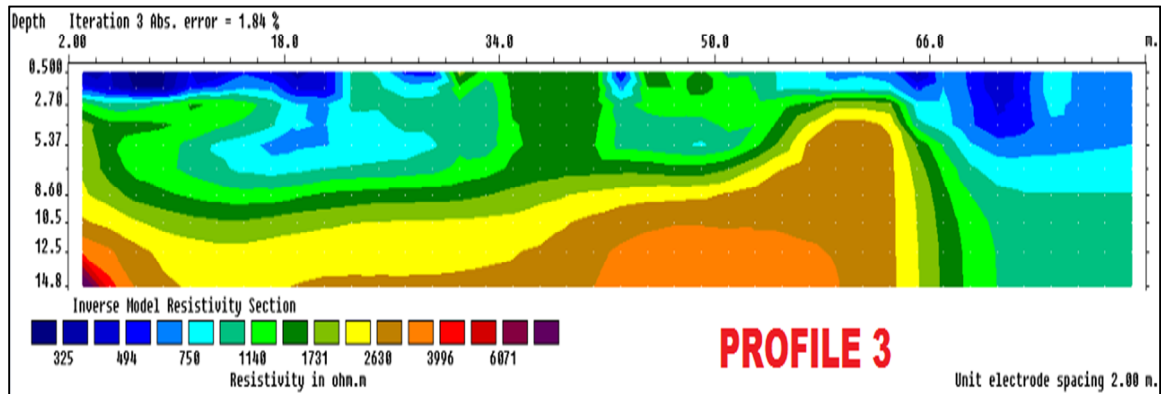 Depth Iteration 3 Abs. error = 1.84 %
2.00 18.0 34.0 50.0 66.0 m.
0.500
2.70
5.37
8.60
10.5
12.5
14.8
Inverse Model Resistivity Section
325 494 750 1140 1731 2630 3996 6071
Resistivity in ohm.m
PROFILE 3
Unit electrode spacing 2.00 m.